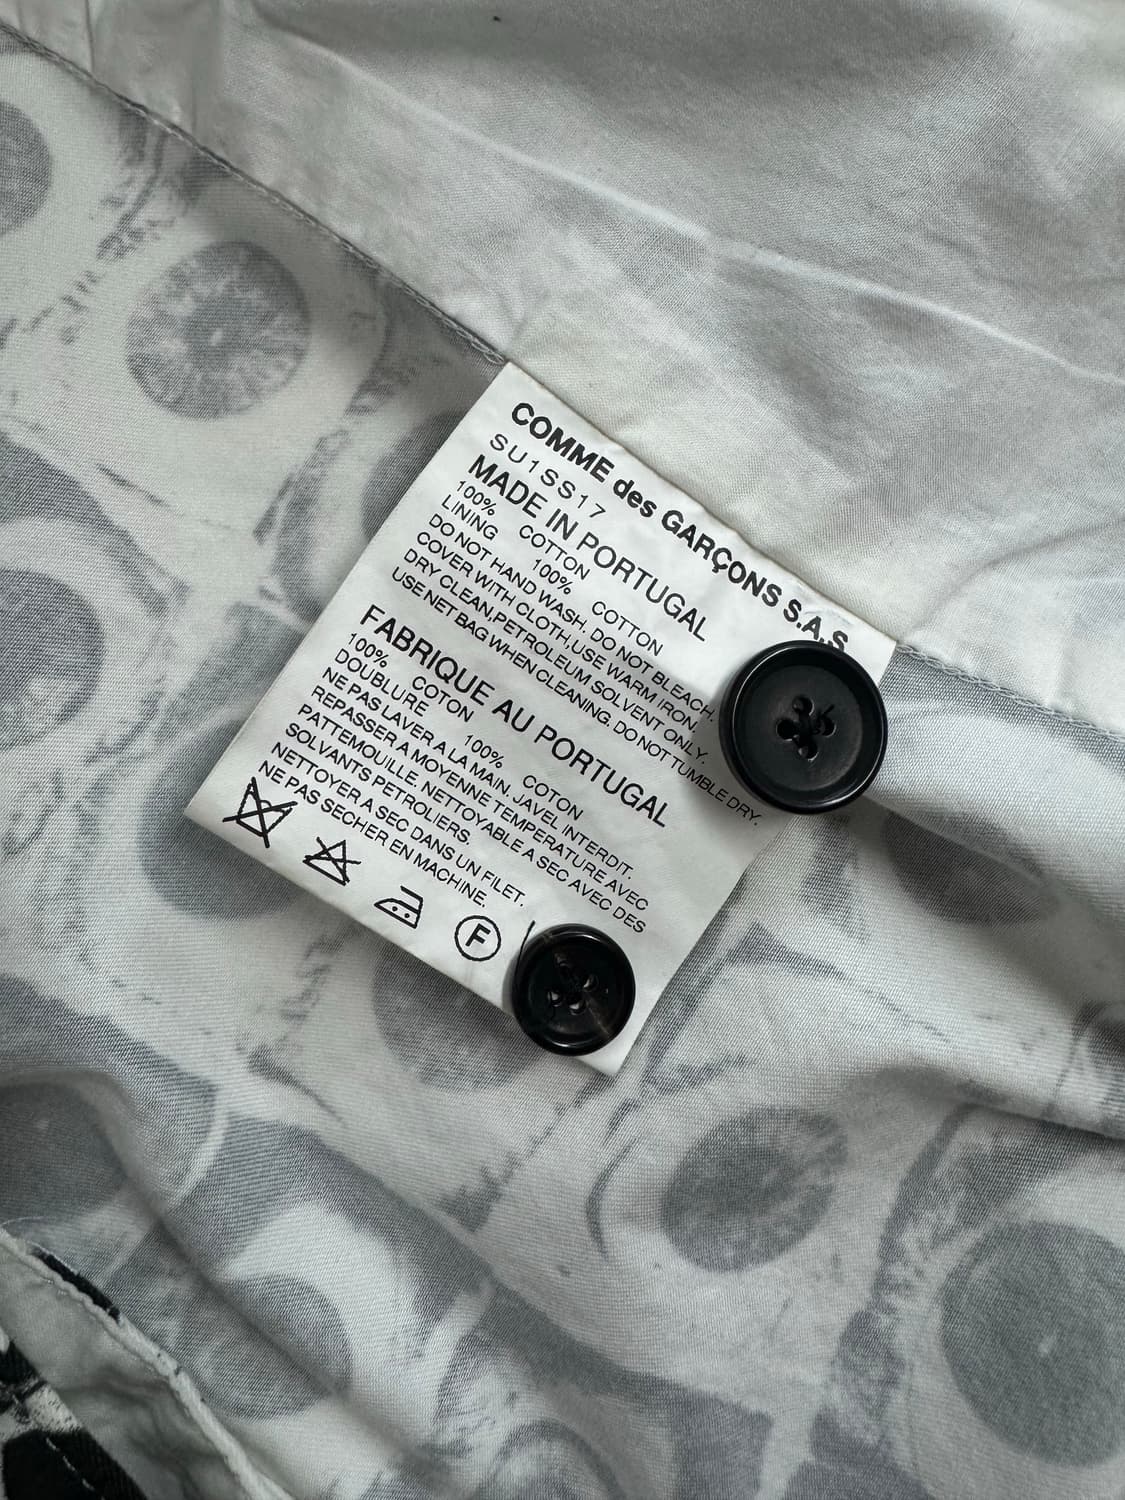 COMME des GARÇONS S.A.S
SU1SS17
MADE IN PORTUGAL
100% COTTON
LINING 100% COTTON
DO NOT HAND WASH. DO NOT BLEACH.
COVER WITH CLOTH,USE WARM IRON.
DRY CLEAN,PETROLEUM SOLVENT ONLY.
USE NET BAG WHEN CLEANING. DO NOT TUMBLE DRY.
FABRIQUE AU PORTUGAL
100% COTON
DOUBLURE 100% COTON
NE PAS LAVER A LA MAIN. JAVEL INTERDIT.
REPASSER A MOYENNE TEMPERATURE AVEC
PATTEMOUILLE. NETTOYABLE A SEC AVEC DES
SOLVANTS PETROLIERS.
NETTOYER A SEC DANS UN FILET.
NE PAS SECHER EN MACHINE.
F